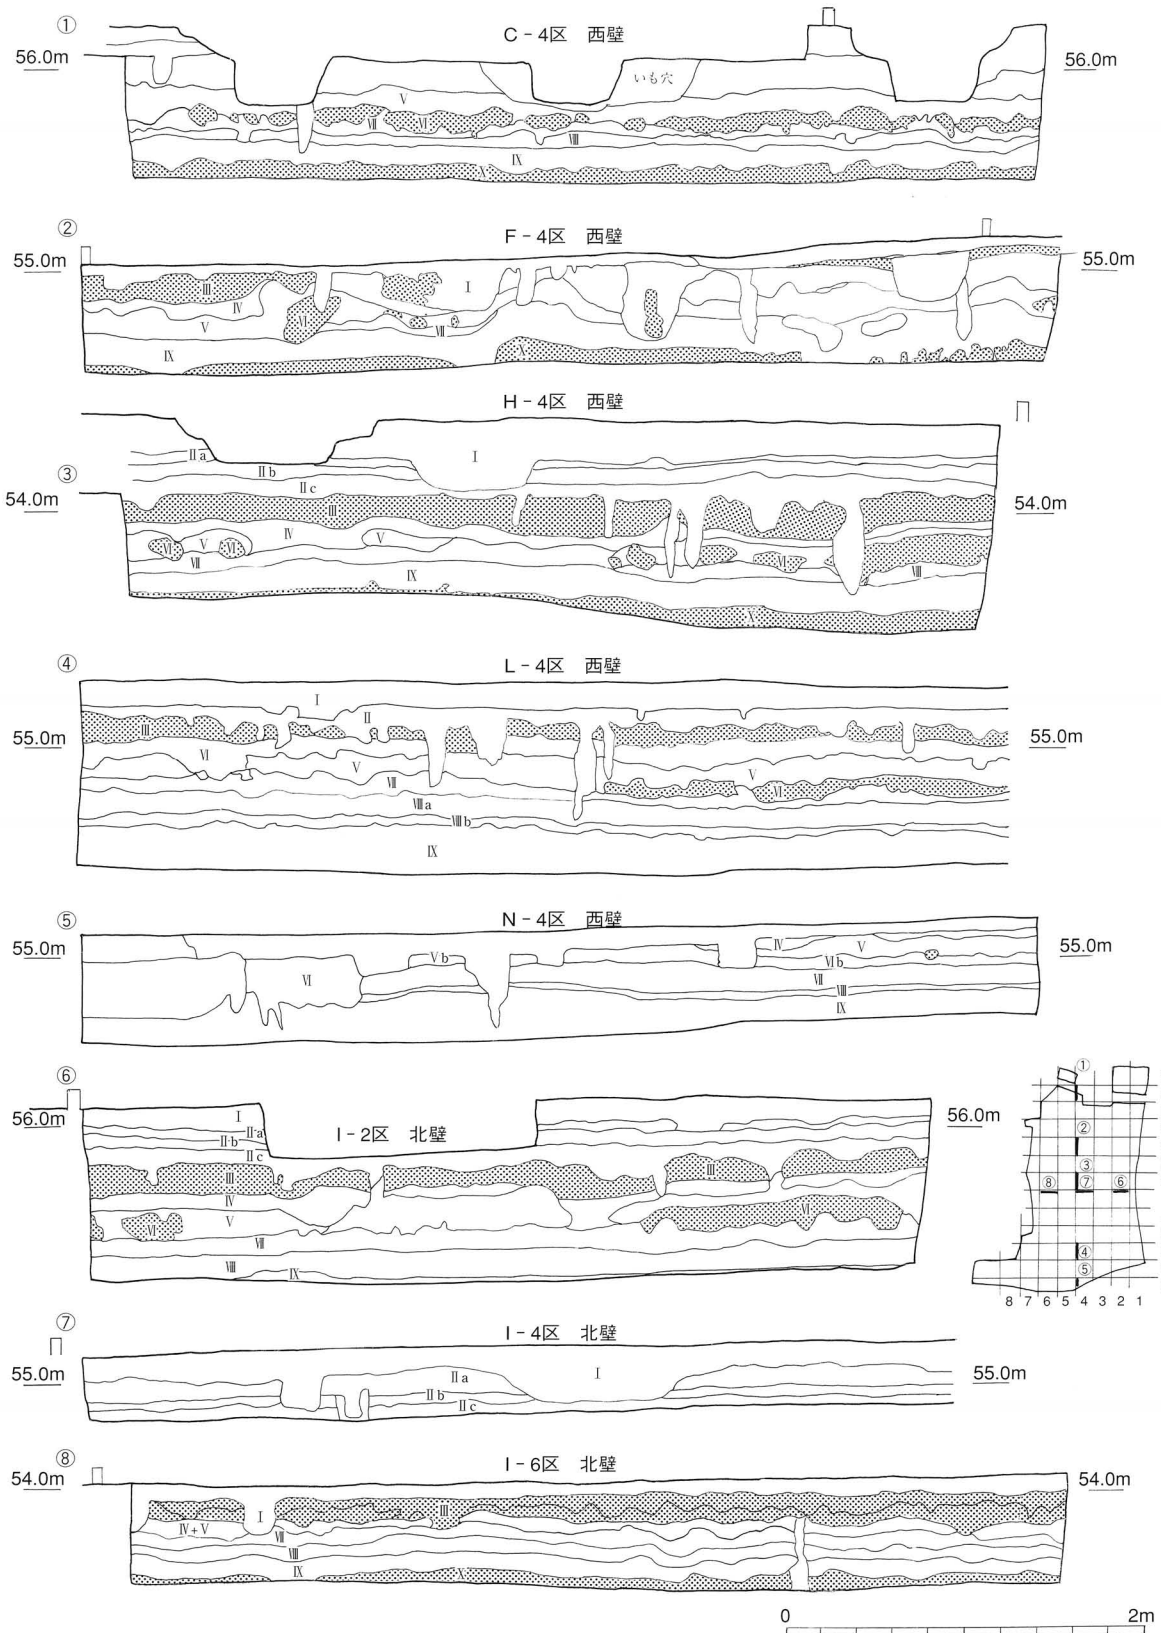 ① C-4区 西壁
56.0m 56.0m
いも穴
Ⅴ
Ⅶ Ⅵ
Ⅷ
Ⅸ
Ⅹ
② F-4区 西壁
55.0m 55.0m
Ⅲ Ⅰ
Ⅳ
Ⅵ
Ⅴ Ⅶ
Ⅸ Ⅹ
H-4区 西壁
Ⅱa Ⅰ
Ⅱb
Ⅱc
③
54.0m 54.0m
Ⅲ
Ⅳ
Ⅵ Ⅴ Ⅵ Ⅴ
Ⅶ Ⅵ
Ⅸ Ⅷ
Ⅹ
④ L-4区 西壁
Ⅰ
Ⅱ
Ⅲ
55.0m 55.0m
Ⅵ Ⅴ Ⅴ
Ⅶ Ⅵ
Ⅷa
Ⅷb
Ⅸ
⑤ N-4区 西壁
55.0m 55.0m
Ⅳ Ⅴ
Ⅴb Ⅵb
Ⅵ Ⅶ
Ⅷ
Ⅸ
⑥
56.0m 56.0m
Ⅰ
Ⅱa I-2区 北壁
Ⅱb
Ⅱc
Ⅲ Ⅲ
Ⅳ
Ⅵ Ⅴ Ⅵ
Ⅶ
Ⅷ
Ⅸ
①
②
③
⑧ ⑦ ⑥
④
⑤
8 7 6 5 4 3 2 1
⑦ I-4区 北壁
55.0m 55.0m
Ⅱa Ⅰ
Ⅱb
Ⅱc
⑧ I-6区 北壁
54.0m 54.0m
Ⅰ Ⅲ
Ⅳ+Ⅴ Ⅶ
Ⅷ
Ⅸ Ⅹ
0 2m